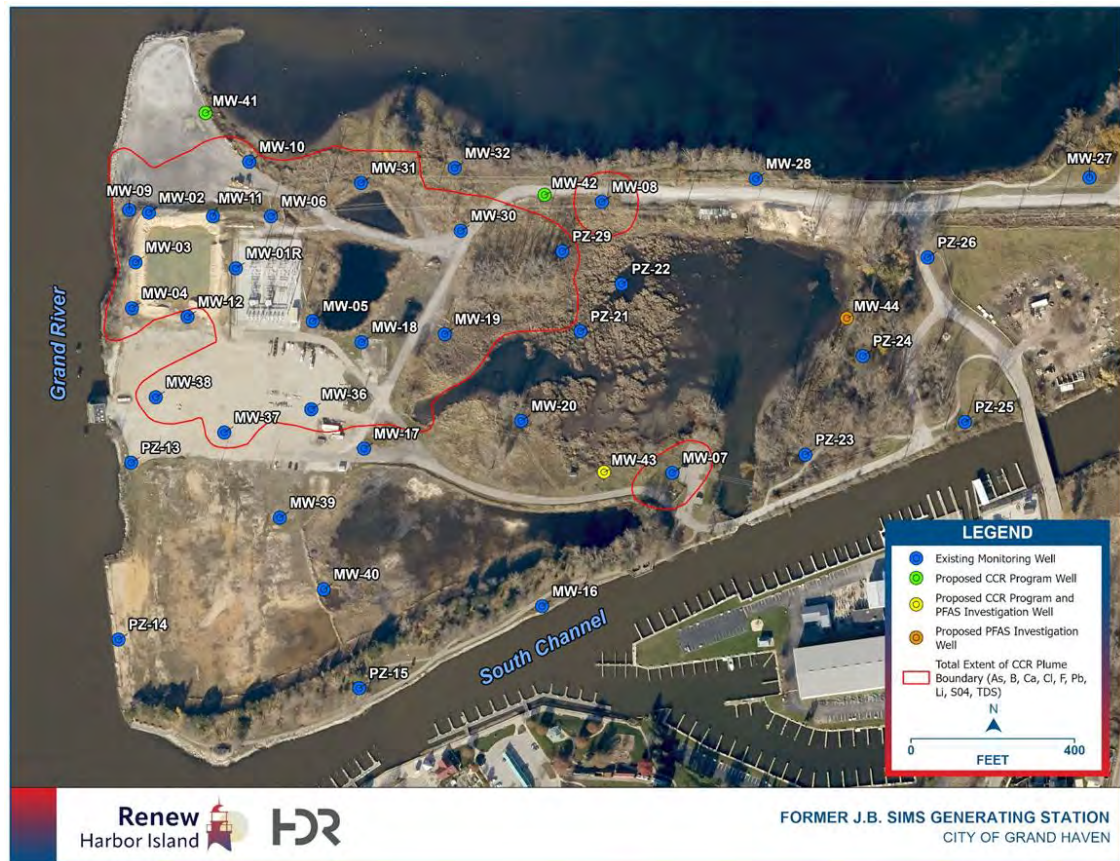 MW-41
MW-10
MW-32
MW-31
MW-42
MW-08
MW-28
MW-27
MW-09
MW-02
MW-11
MW-06
MW-30
PZ-29
PZ-26
MW-03
MW-01R
PZ-22
MW-04
MW-12
MW-05
MW-18
MW-19
PZ-21
MW-44
PZ-24
Grand River
MW-38
MW-36
MW-20
PZ-25
MW-37
MW-17
PZ-23
PZ-13
MW-43
MW-07
MW-39
MW-40
MW-16
South Channel
PZ-14
PZ-15
LEGEND
Existing Monitoring Well
Proposed CCR Program Well
Proposed CCR Program and
PFAS Investigation Well
Proposed PFAS Investigation
Well
Total Extent of CCR Plume
Boundary (As, B, Ca, Cl, F, Pb,
Li, S04, TDS)
N
0 400
FEET
Renew
Harbor Island
HDR
FORMER J.B. SIMS GENERATING STATION
CITY OF GRAND HAVEN